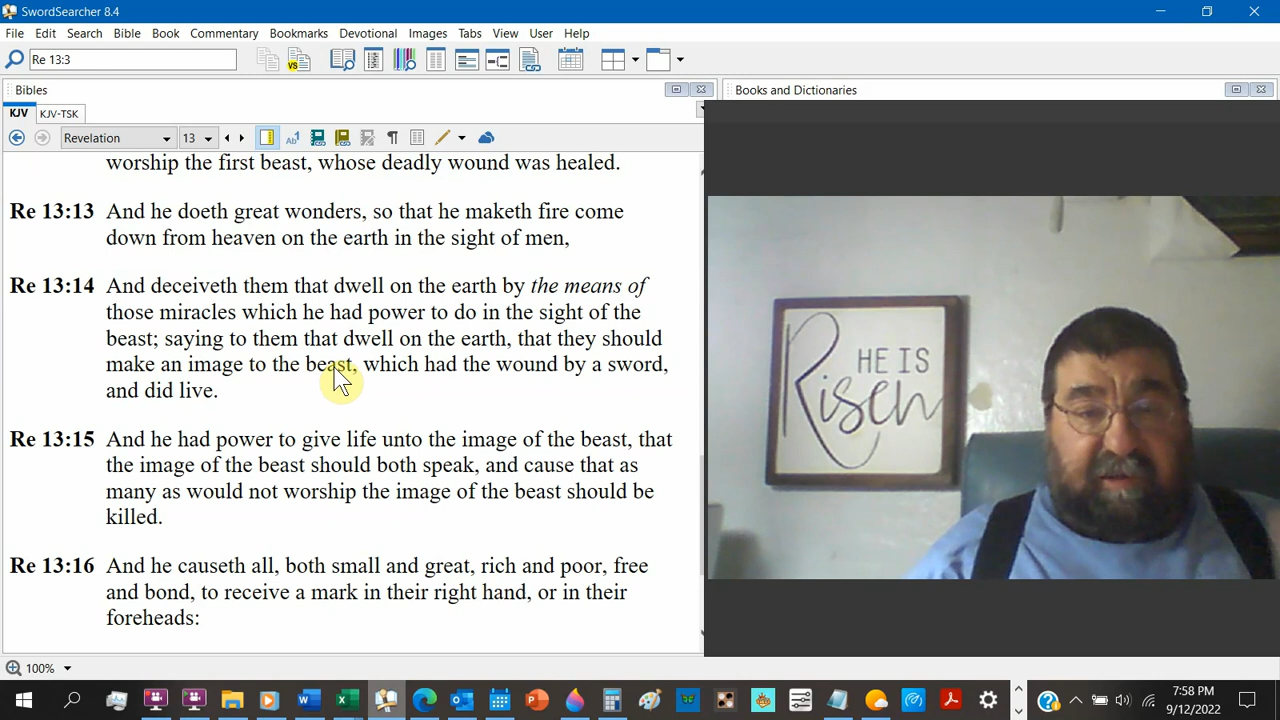 SwordSearcher 8.4
File Edit Search Bible Book Commentary Bookmarks Devotional Images Tabs View User Help
Re 13:3
VS
Bibles
Books and Dictionaries
KJV KJV-TSK
Revelation 13
worship the first beast, whose deadly wound was healed.
Re 13:13 And he doeth great wonders, so that he maketh fire come
down from heaven on the earth in the sight of men,
Re 13:14 And deceiveth them that dwell on the earth by the means of
those miracles which he had power to do in the sight of the
beast; saying to them that dwell on the earth, that they should
make an image to the beast, which had the wound by a sword,
and did live.
Re 13:15 And he had power to give life unto the image of the beast, that
the image of the beast should both speak, and cause that as
many as would not worship the image of the beast should be
killed.
Re 13:16 And he causeth all, both small and great, rich and poor, free
and bond, to receive a mark in their right hand, or in their
foreheads:
HE IS
Risen
100%
7:58 PM
9/12/2022